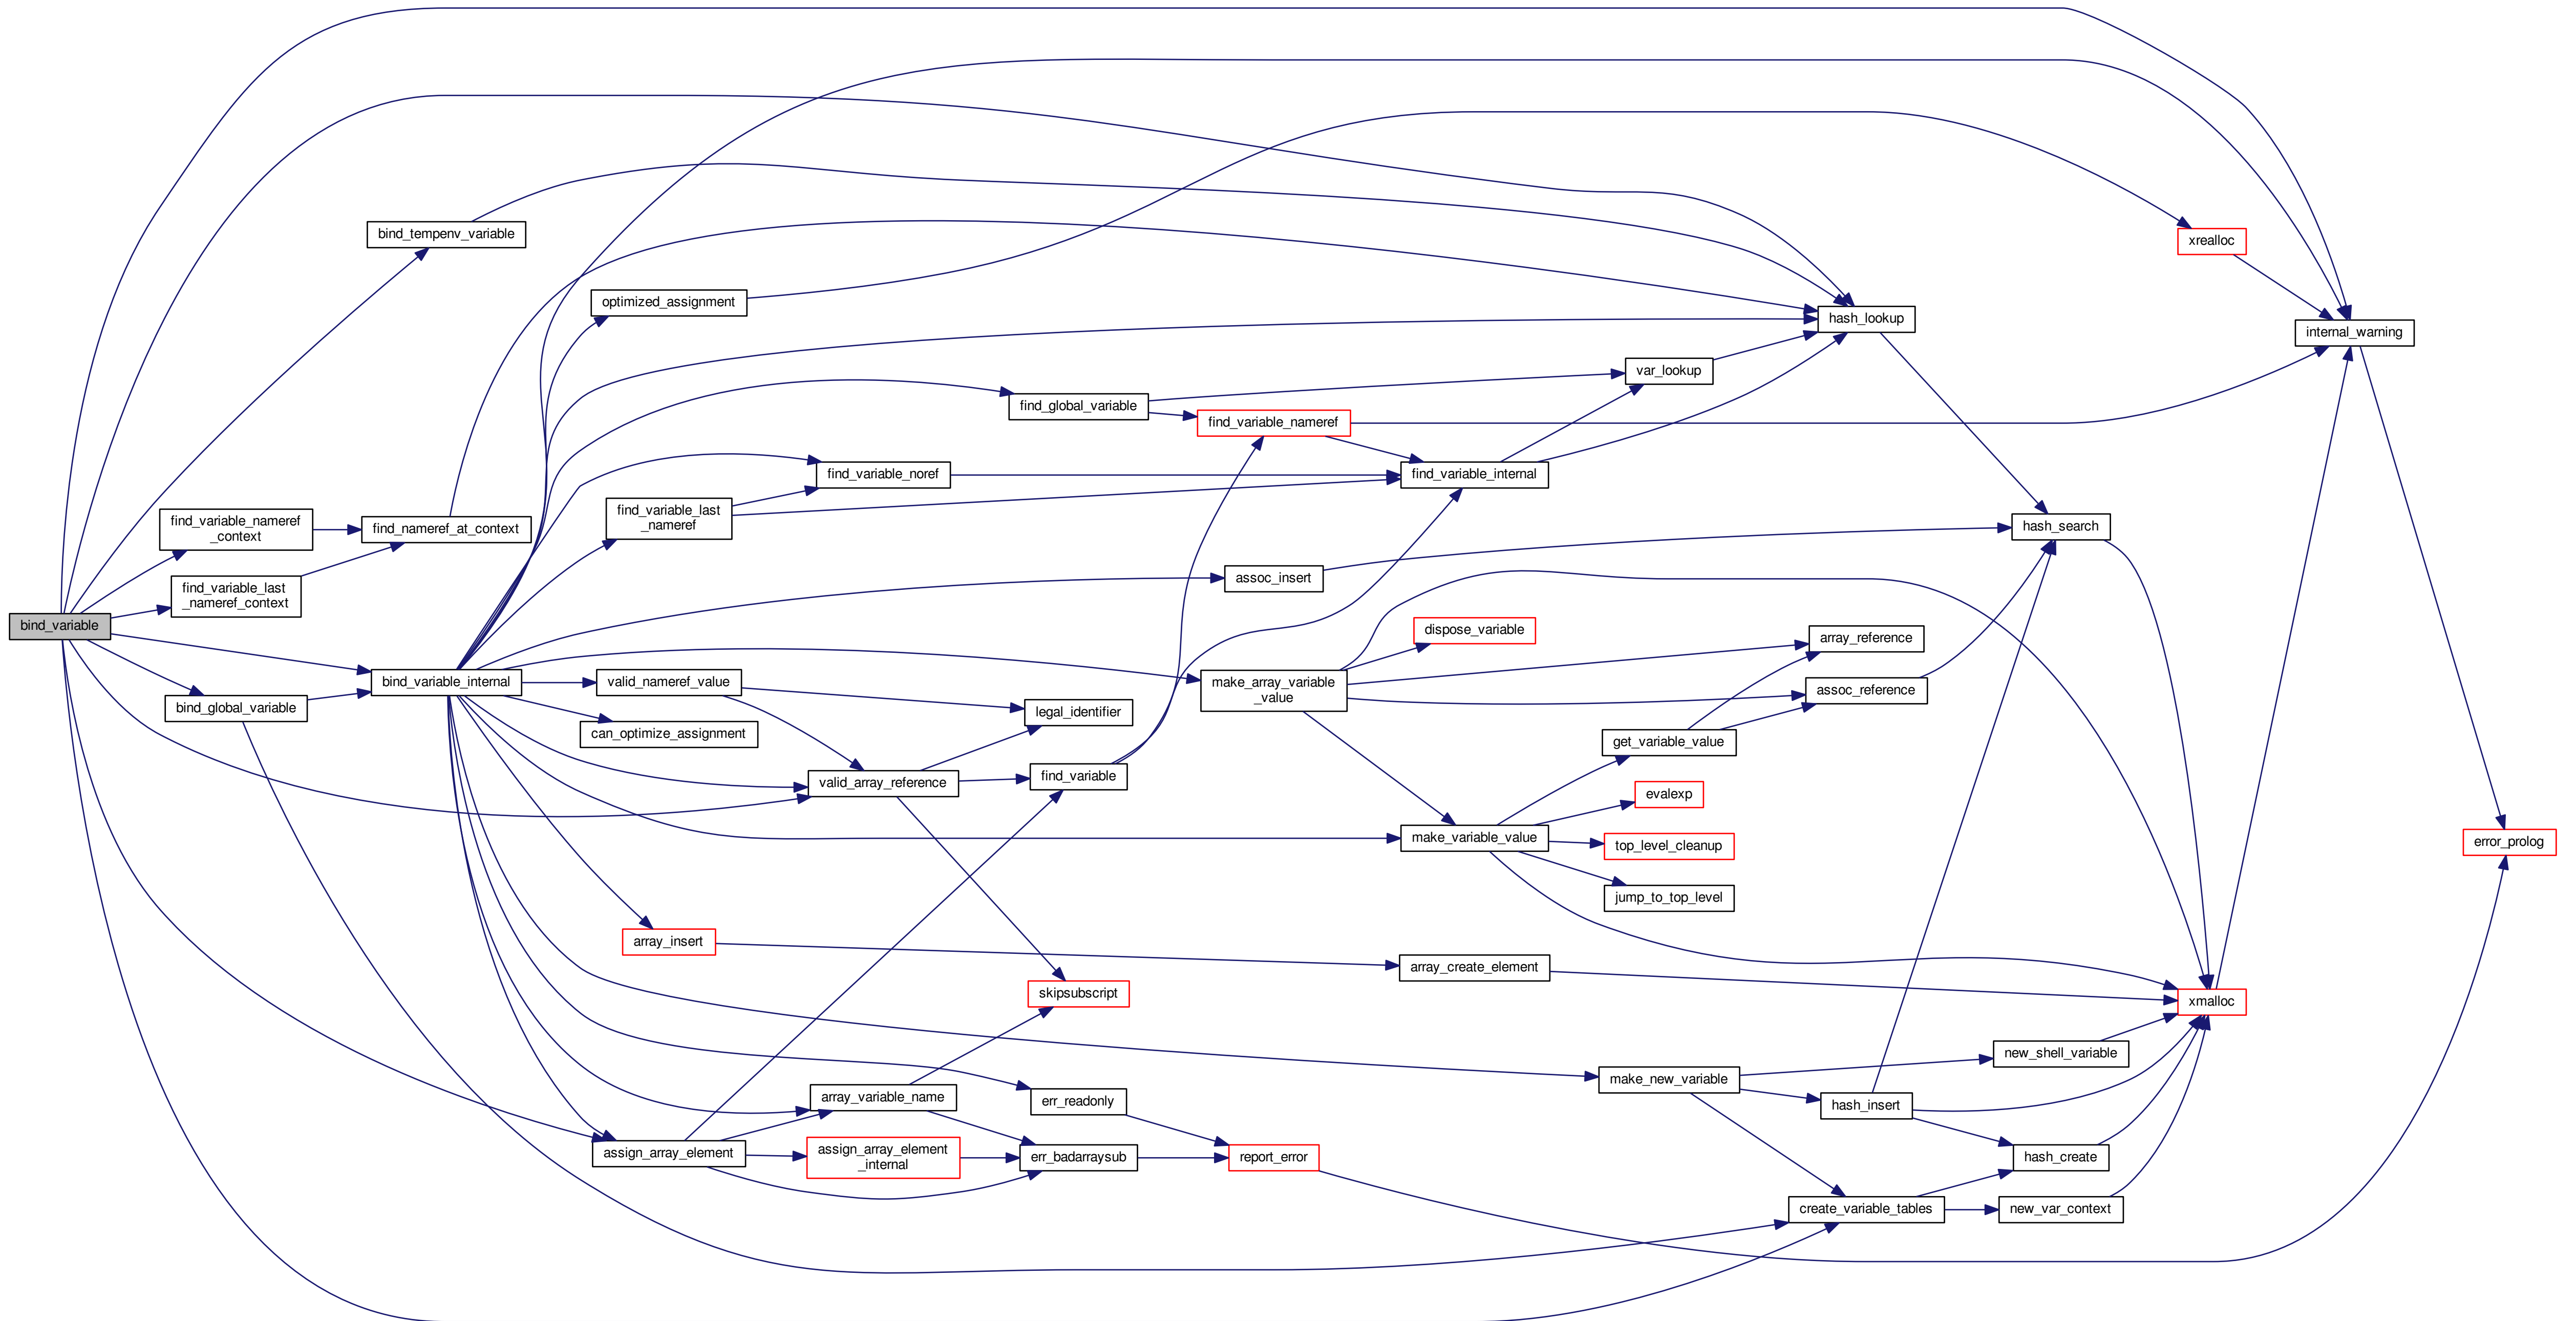 bind_tempenv_variable
xrealloc
optimized_assignment
hash_lookup
internal_warning
var_lookup
find_global_variable
find_variable_nameref
find_variable_noref
find_variable_internal
find_variable_last
_nameref
find_variable_nameref
_context
find_nameref_at_context
hash_search
assoc_insert
find_variable_last
_nameref_context
bind_variable
dispose_variable
array_reference
bind_variable_internal
valid_nameref_value
make_array_variable
_value
assoc_reference
bind_global_variable
legal_identifier
can_optimize_assignment
get_variable_value
valid_array_reference
find_variable
evalexp
make_variable_value
top_level_cleanup
error_prolog
jump_to_top_level
array_insert
array_create_element
skipsubscript
xmalloc
new_shell_variable
make_new_variable
array_variable_name
err_readonly
hash_insert
assign_array_element
assign_array_element
_internal
err_badarraysub
report_error
hash_create
create_variable_tables
new_var_context